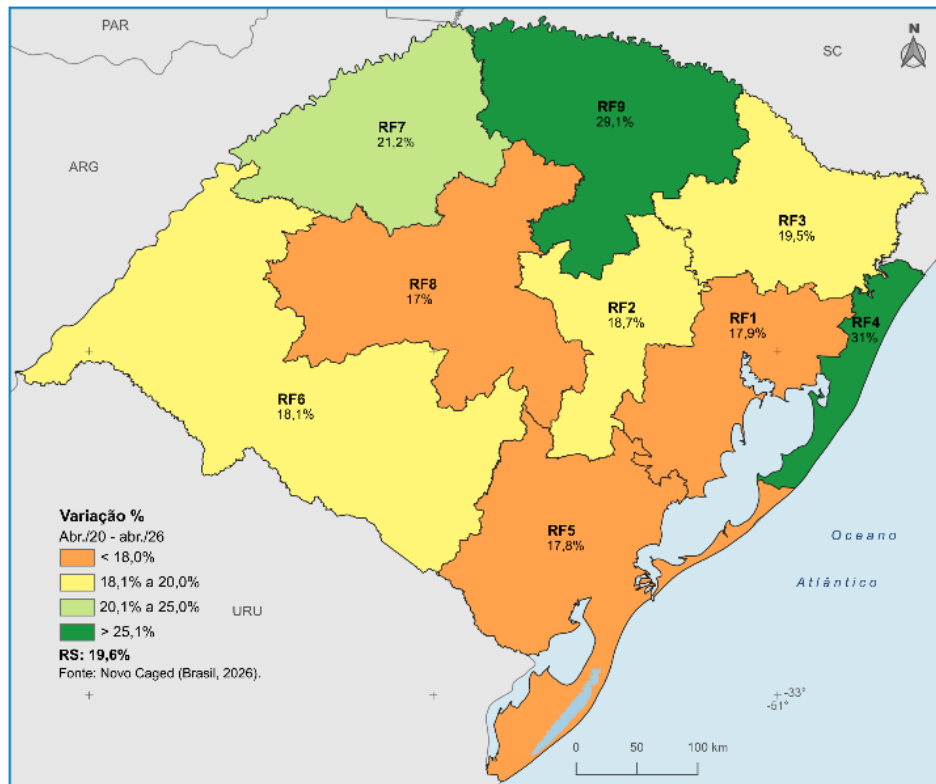 PAR
SC
N
ARG
RF7
21,2%
RF9
29,1%
RF3
19,5%
RF8
17%
RF2
18,7%
RF1
17,9%
RF4
31%
RF6
18,1%
RF5
17,8%
Oceano
Atlântico
URU
Variação %
Abr./20 - abr./26
< 18,0%
18,1% a 20,0%
20,1% a 25,0%
> 25,1%
RS: 19,6%
Fonte: Novo Caged (Brasil, 2026).
-33°
-51°
0 50 100 km